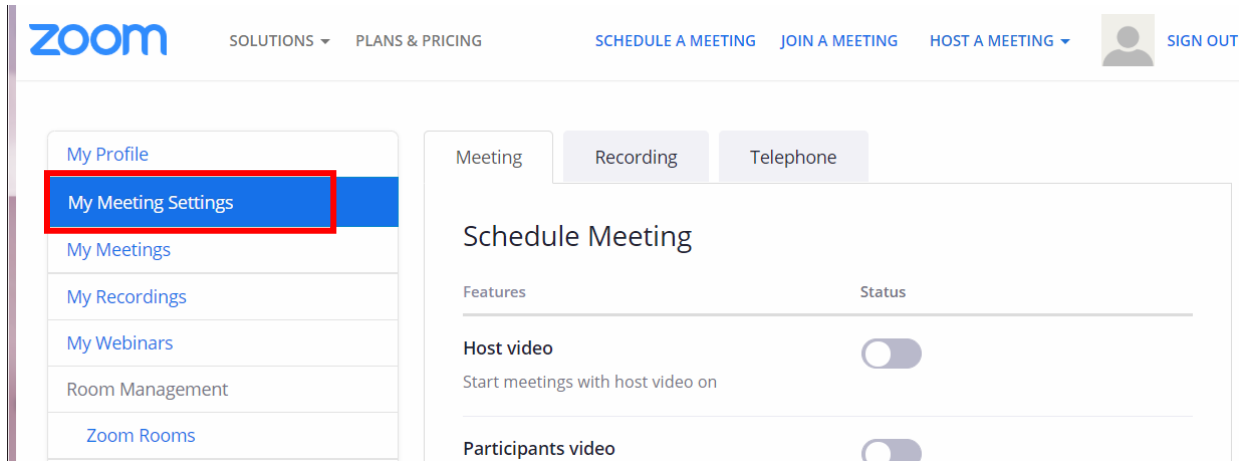 zoom SOLUTIONS PLANS & PRICING SCHEDULE A MEETING JOIN A MEETING HOST A MEETING SIGN OUT
My Profile
My Meeting Settings
My Meetings
My Recordings
My Webinars
Room Management
Zoom Rooms
Meeting Recording Telephone
Schedule Meeting
Features Status
Host video
Start meetings with host video on
Participants video